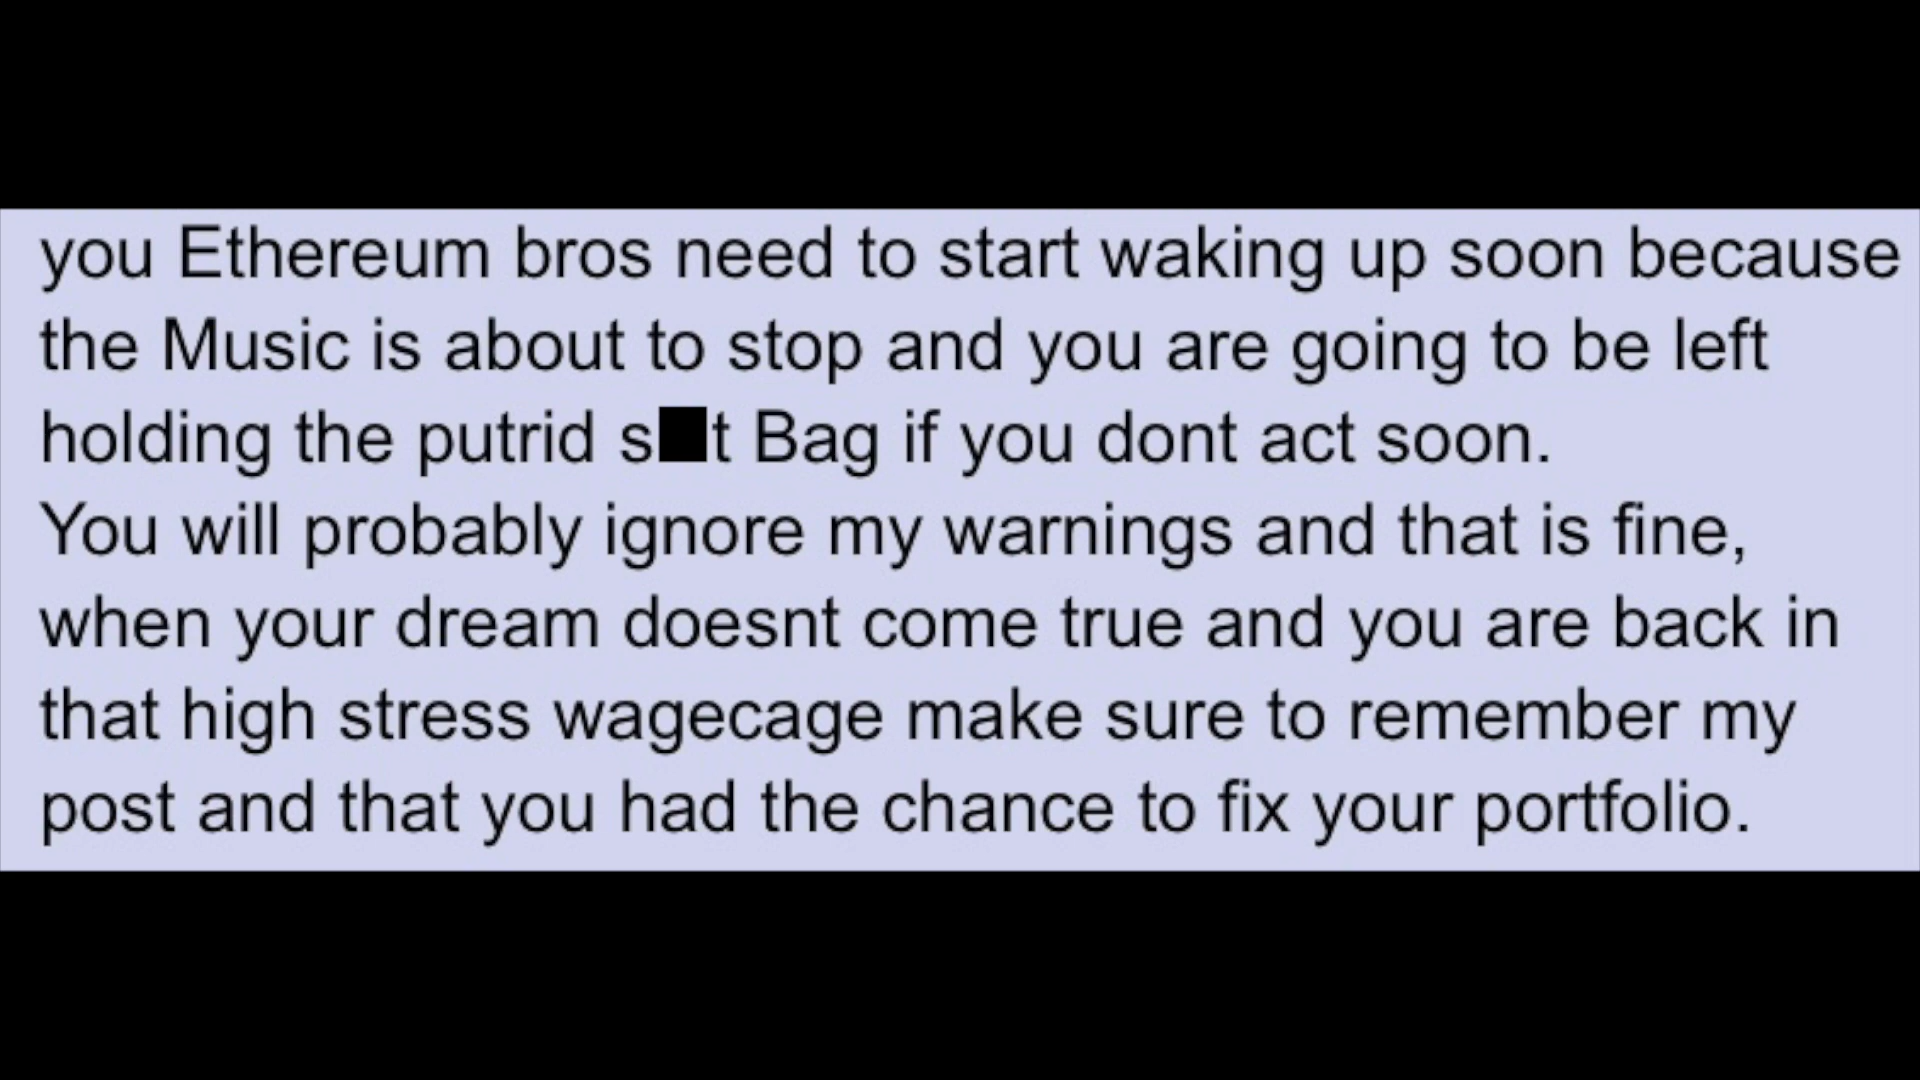 you Ethereum bros need to start waking up soon because
the Music is about to stop and you are going to be left
holding the putrid s■t Bag if you dont act soon.
You will probably ignore my warnings and that is fine,
when your dream doesnt come true and you are back in
that high stress wagecage make sure to remember my
post and that you had the chance to fix your portfolio.